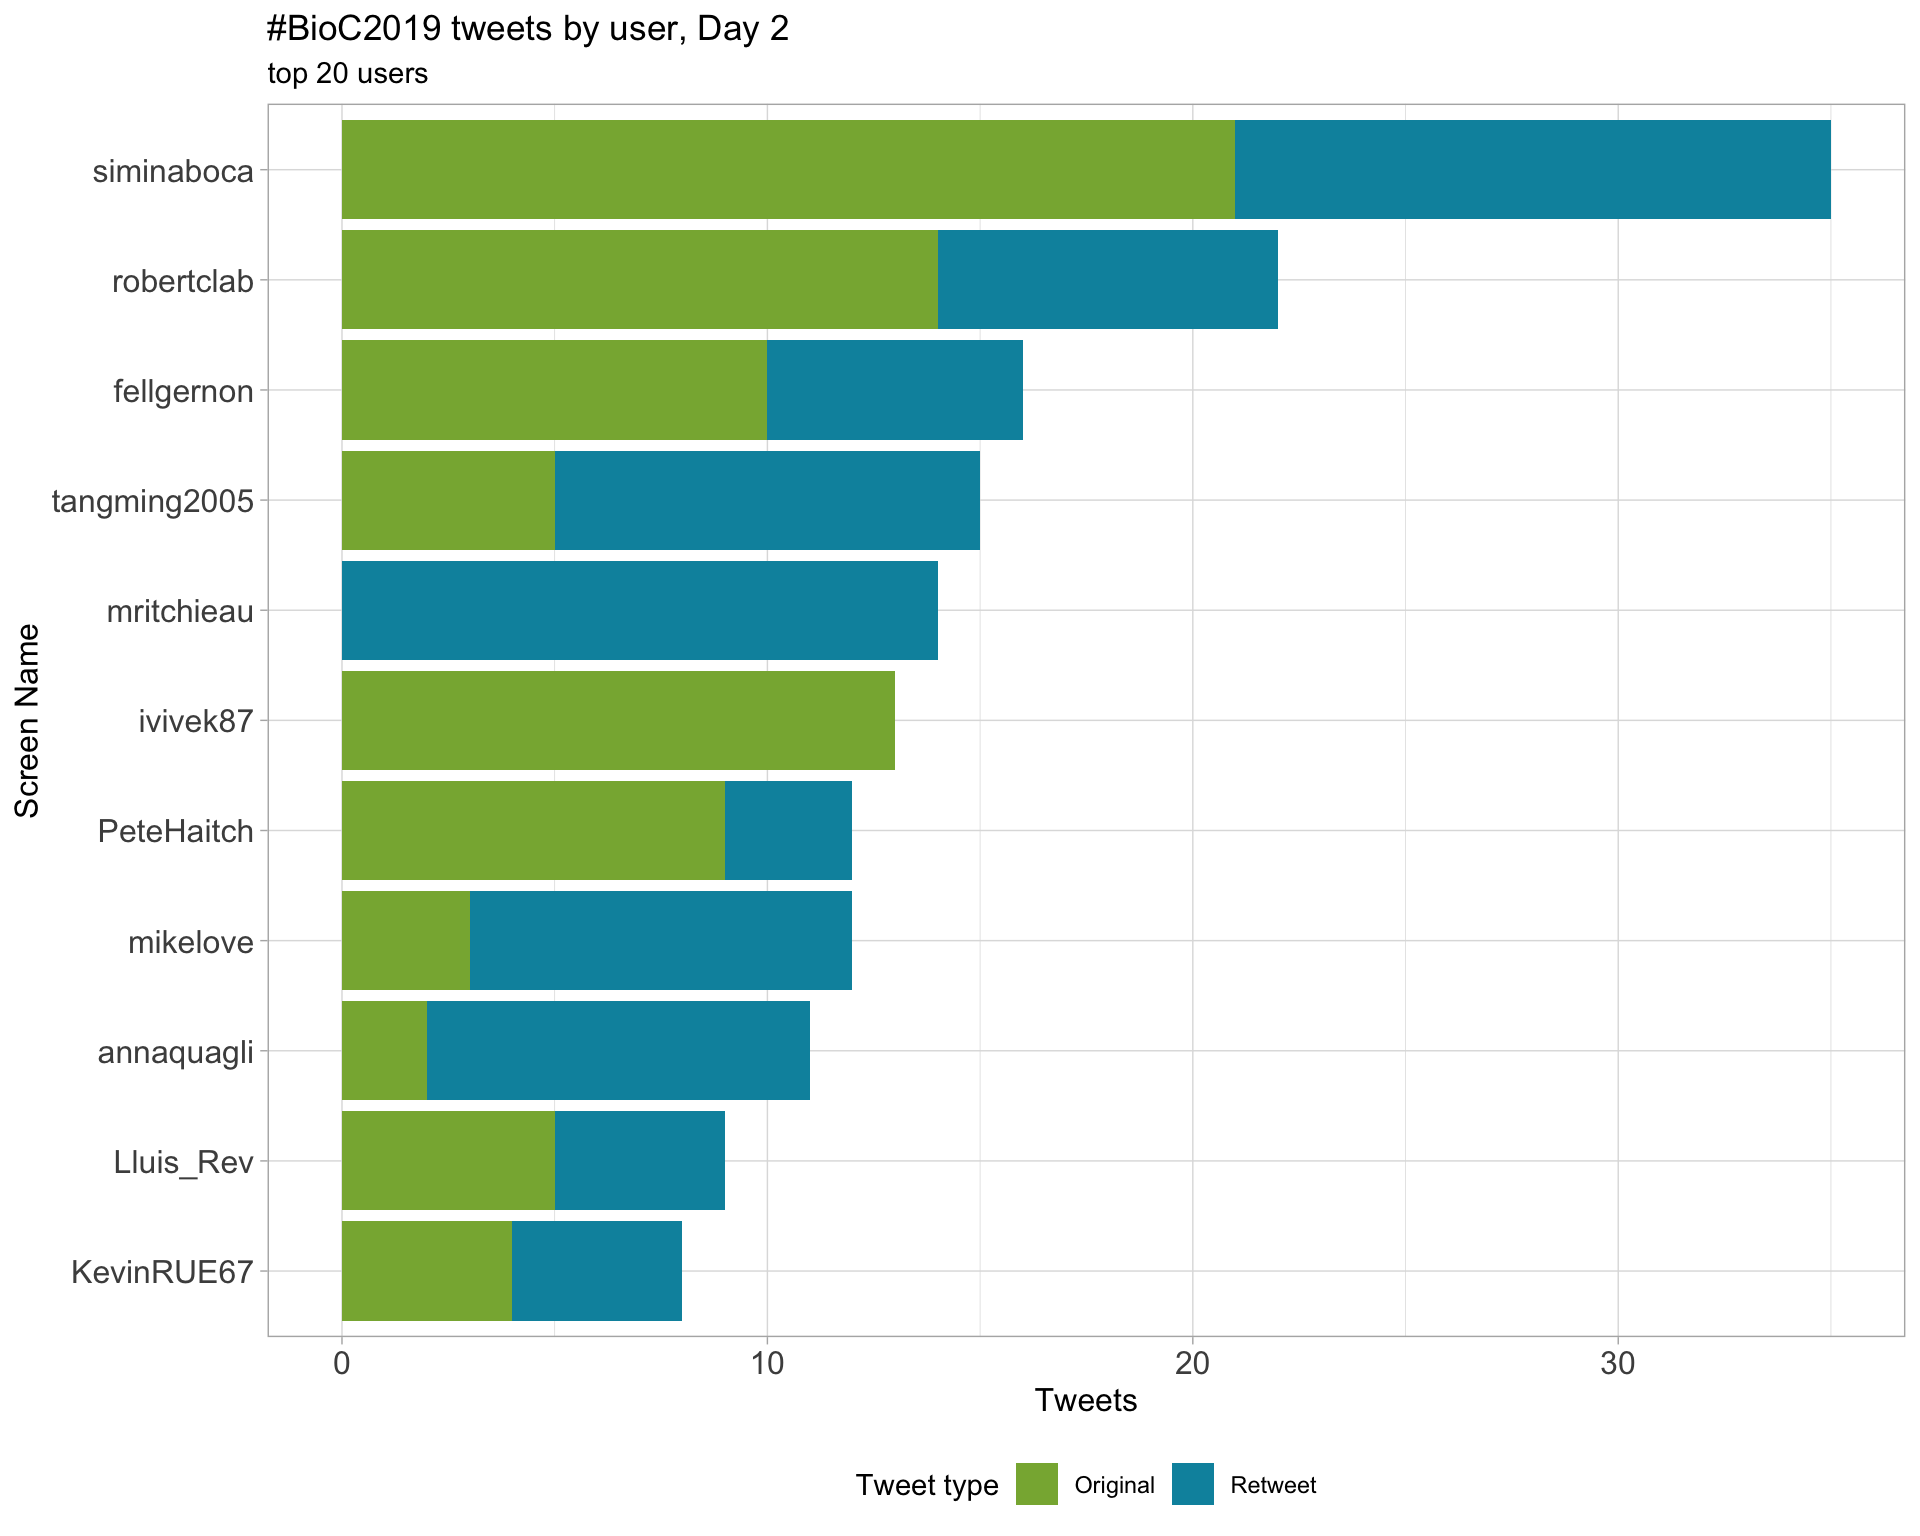 #BioC2019 tweets by user, Day 2
top 20 users
Screen Name
siminaboca
robertclab
fellgernon
tangming2005
mritchieau
ivivek87
PeteHaitch
mikelove
annaquagli
Lluis_Rev
KevinRUE67
0 10 20 30
Tweets
Tweet type Original Retweet